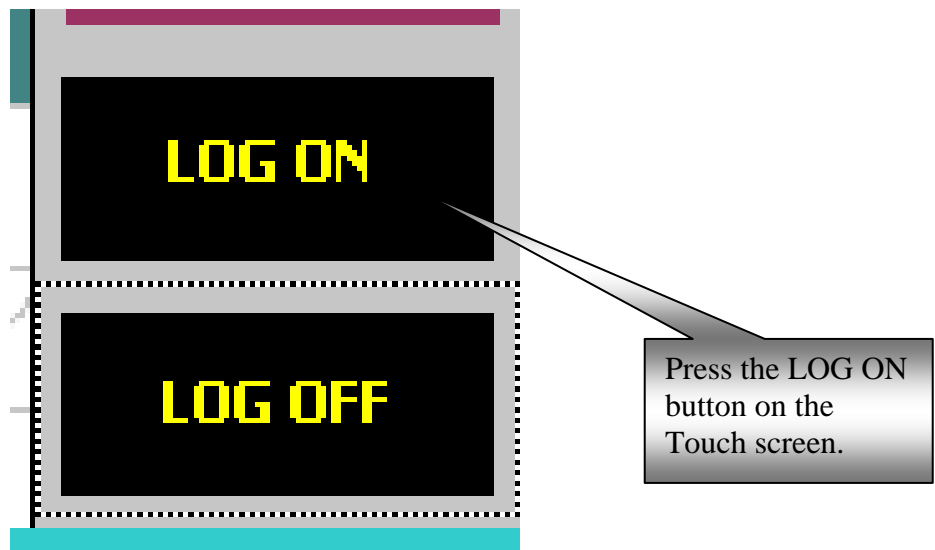 LOG ON
LOG OFF
Press the LOG ON
button on the
Touch screen.